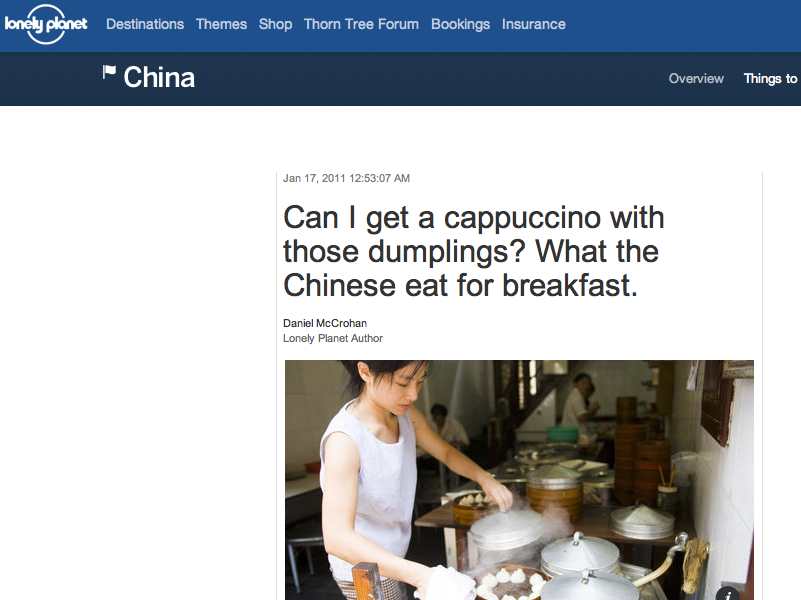 lonely planet
Destinations Themes Shop Thorn Tree Forum Bookings Insurance
China
Overview Things to
Jan 17, 2011 12:53:07 AM
Can I get a cappuccino with
those dumplings? What the
Chinese eat for breakfast.
Daniel McCrohan
Lonely Planet Author
i